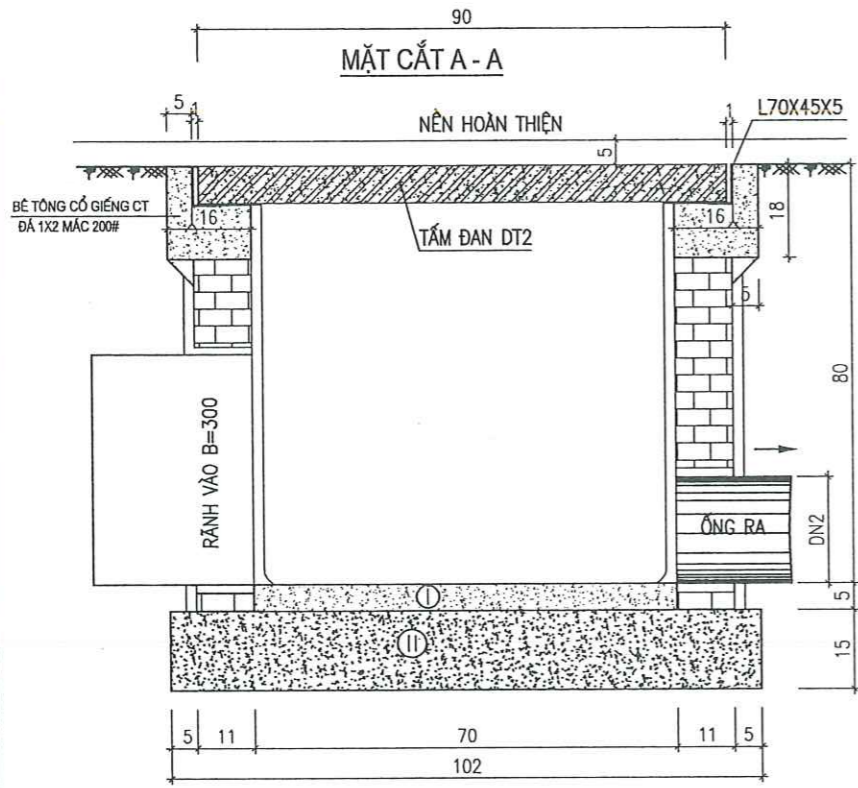 90
MẶT CẮT A - A
5
1
1
L70X45X5
NỀN HOÀN THIỆN
5
BÊ TÔNG CỔ GIẾNG CT
ĐÁ 1X2 MÁC 200#
16
16
18
TẤM ĐAN DT2
5
80
RÃNH VÀO B=300
ỐNG RA
DN2
I
5
II
15
5
11
70
11
5
102